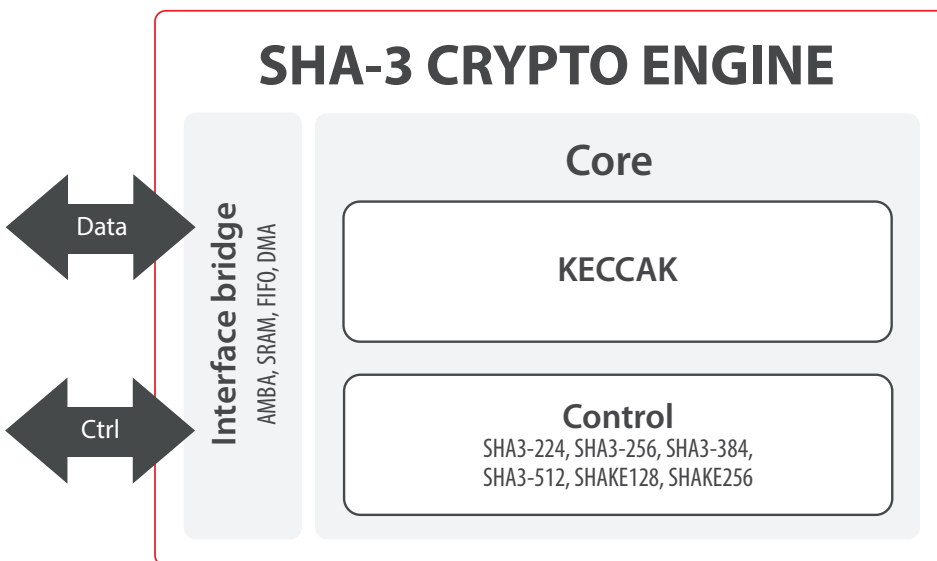 SHA-3 CRYPTO ENGINE
Data
Ctrl
Interface bridge
AMBA, SRAM, FIFO, DMA
Core
KECCAK
Control
SHA3-224, SHA3-256, SHA3-384,
SHA3-512, SHAKE128, SHAKE256